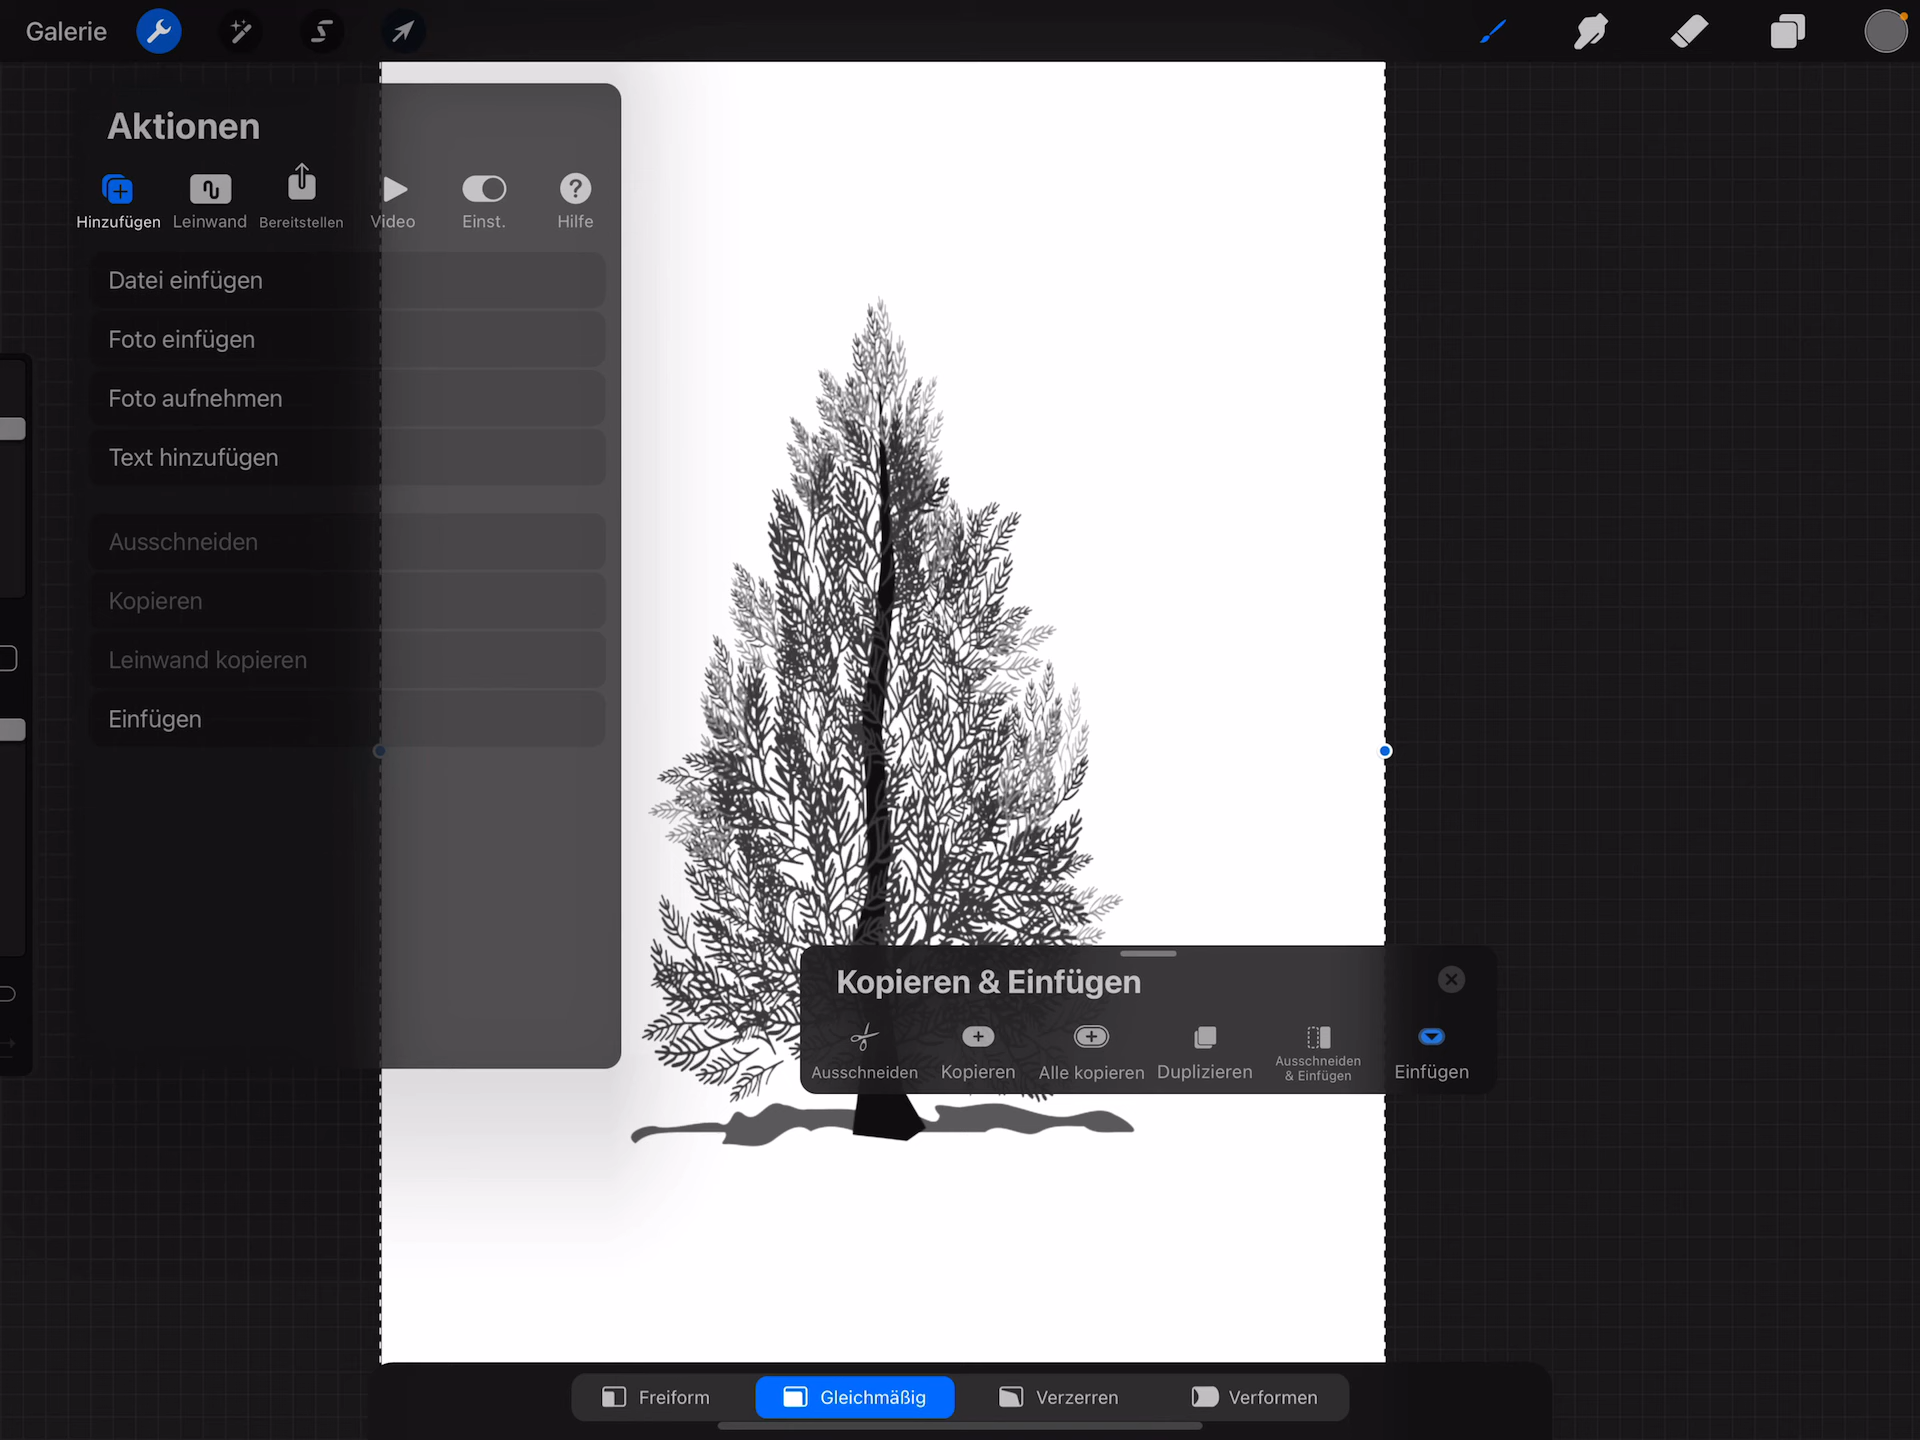 Galerie
Aktionen
Hinzufügen
Leinwand
Bereitstellen
Video
Einst.
Hilfe
Datei einfügen
Foto einfügen
Foto aufnehmen
Text hinzufügen
Ausschneiden
Kopieren
Leinwand kopieren
Einfügen
Kopieren & Einfügen
Ausschneiden
Kopieren
Alle kopieren
Duplizieren
Ausschneiden
& Einfügen
Einfügen
Freiform
Gleichmäßig
Verzerren
Verformen